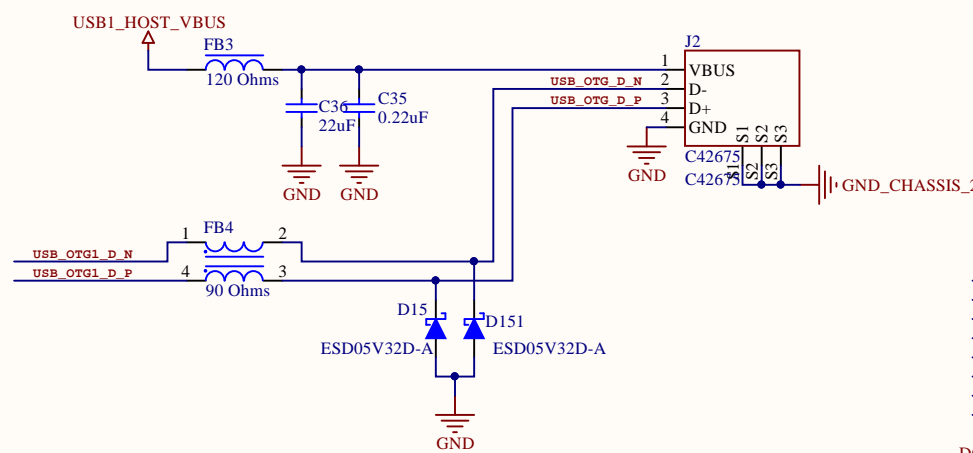 USB1_HOST_VBUS
FB3
120 Ohms
C36
22uF
C35
0.22uF
GND
GND
J2
1
VBUS
USB_OTG_D_N
2
D-
USB_OTG_D_P
3
D+
4
GND
GND
S1
S2
S3
C42675
C42675
S1
S2
S3
GND_CHASSIS_2
FB4
USB_OTG1_D_N
1
2
USB_OTG1_D_P
4
3
90 Ohms
D15
ESD05V32D-A
D151
ESD05V32D-A
GND